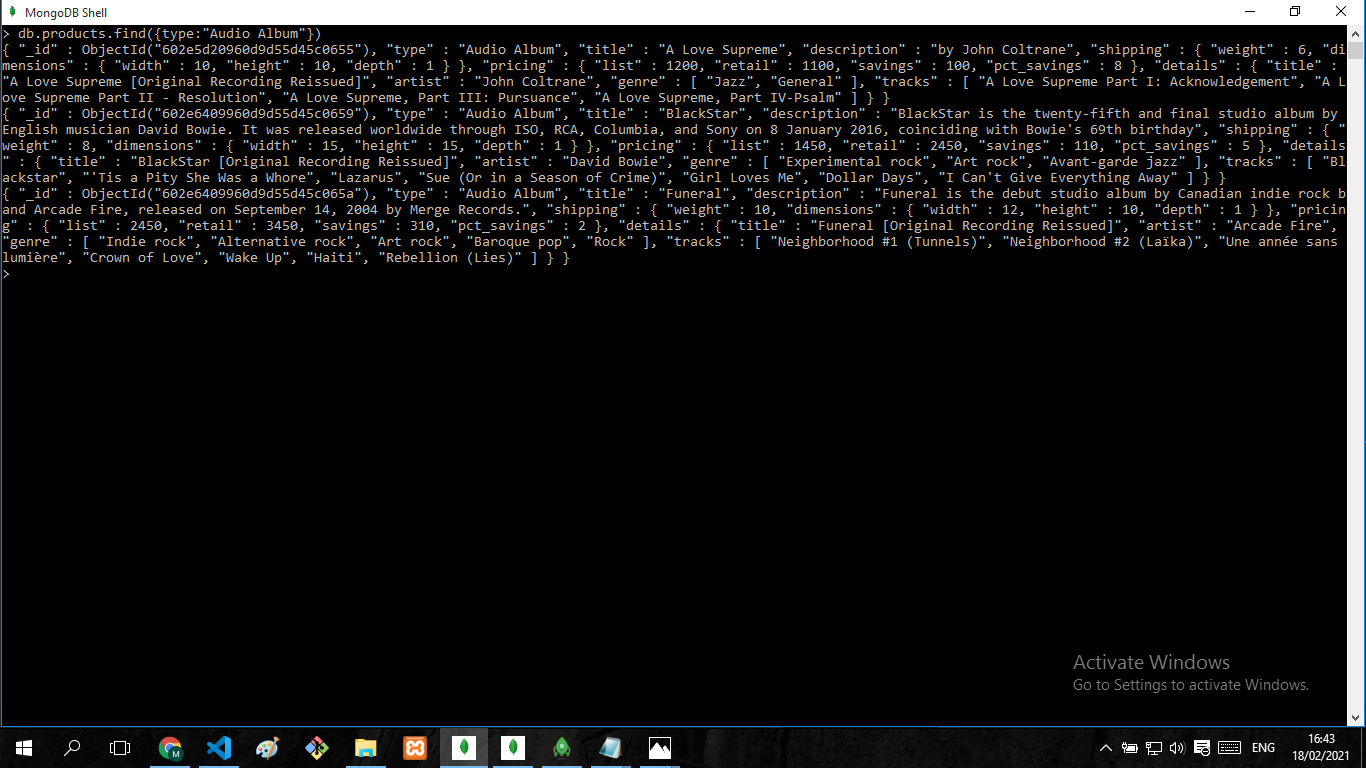 MongoDB Shell
> db.products.find({type:"Audio Album"})
{ "_id" : ObjectId("602e5d20960d9d55d45c0655"), "type" : "Audio Album", "title" : "A Love Supreme", "description" : "by John Coltrane", "shipping" : { "weight" : 6, "di
mensions" : { "width" : 10, "height" : 10, "depth" : 1 } }, "pricing" : { "list" : 1200, "retail" : 1100, "savings" : 100, "pct_savings" : 8 }, "details" : { "title" :
"A Love Supreme [Original Recording Reissued]", "artist" : "John Coltrane", "genre" : [ "Jazz", "General" ], "tracks" : [ "A Love Supreme Part I: Acknowledgement", "A L
ove Supreme Part II - Resolution", "A Love Supreme, Part III: Pursuance", "A Love Supreme, Part IV-Psalm" ] } }
{ "_id" : ObjectId("602e6409960d9d55d45c0659"), "type" : "Audio Album", "title" : "BlackStar", "description" : "BlackStar is the twenty-fifth and final studio album by
English musician David Bowie. It was released worldwide through ISO, RCA, Columbia, and Sony on 8 January 2016, coinciding with Bowie's 69th birthday", "shipping" : { "
weight" : 8, "dimensions" : { "width" : 15, "height" : 15, "depth" : 1 } }, "pricing" : { "list" : 1450, "retail" : 2450, "savings" : 110, "pct_savings" : 5 }, "details
" : { "title" : "BlackStar [Original Recording Reissued]", "artist" : "David Bowie", "genre" : [ "Experimental rock", "Art rock", "Avant-garde jazz" ], "tracks" : [ "Bl
ackstar", "'Tis a Pity She Was a Whore", "Lazarus", "Sue (Or in a Season of Crime)", "Girl Loves Me", "Dollar Days", "I Can't Give Everything Away" ] } }
{ "_id" : ObjectId("602e6409960d9d55d45c065a"), "type" : "Audio Album", "title" : "Funeral", "description" : "Funeral is the debut studio album by Canadian indie rock b
and Arcade Fire, released on September 14, 2004 by Merge Records.", "shipping" : { "weight" : 10, "dimensions" : { "width" : 12, "height" : 10, "depth" : 1 } }, "pricin
g" : { "list" : 2450, "retail" : 3450, "savings" : 310, "pct_savings" : 2 }, "details" : { "title" : "Funeral [Original Recording Reissued]", "artist" : "Arcade Fire",
"genre" : [ "Indie rock", "Alternative rock", "Art rock", "Baroque pop", "Rock" ], "tracks" : [ "Neighborhood #1 (Tunnels)", "Neighborhood #2 (Laïka)", "Une année sans
lumière", "Crown of Love", "Wake Up", "Haiti", "Rebellion (Lies)" ] } }
>
Activate Windows
Go to Settings to activate Windows.
M
ENG
16:43
18/02/2021